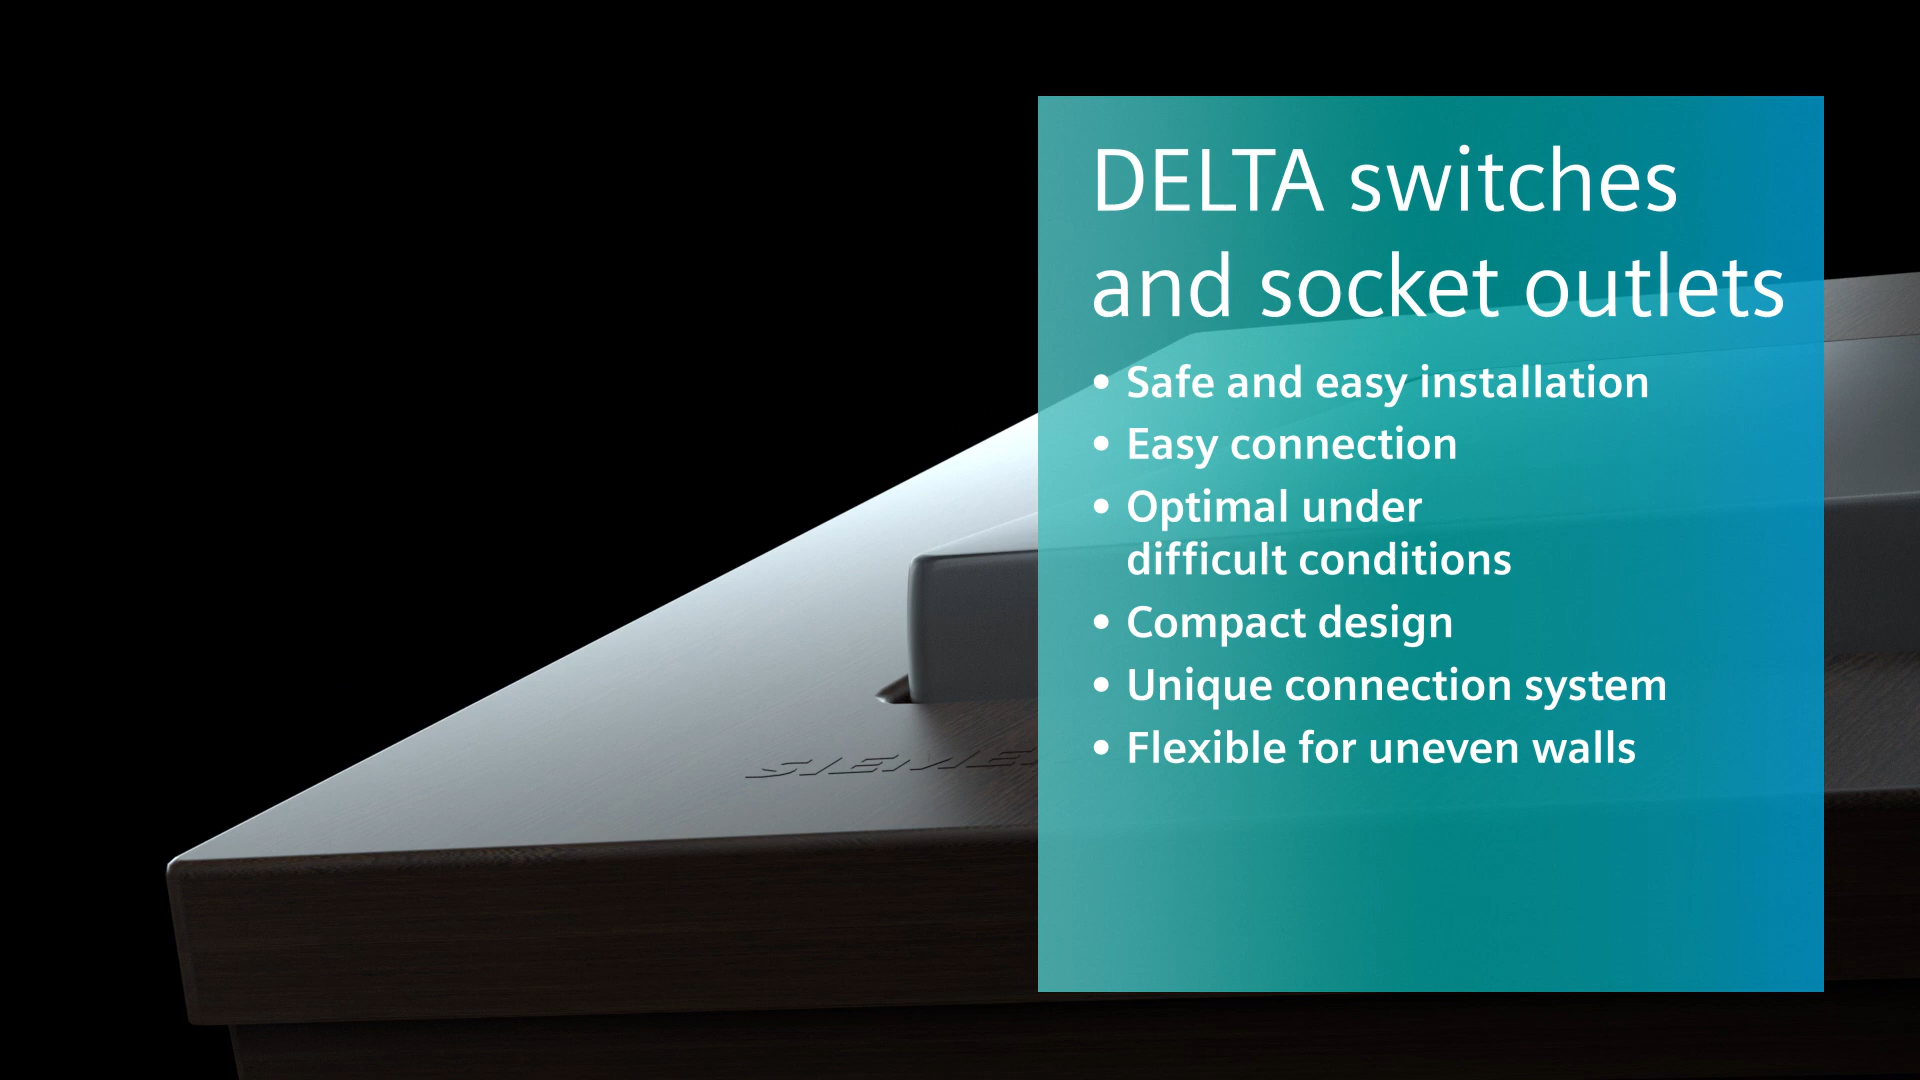 DELTA switches
and socket outlets
• Safe and easy installation
• Easy connection
• Optimal under
difficult conditions
• Compact design
• Unique connection system
• Flexible for uneven walls
SIEME